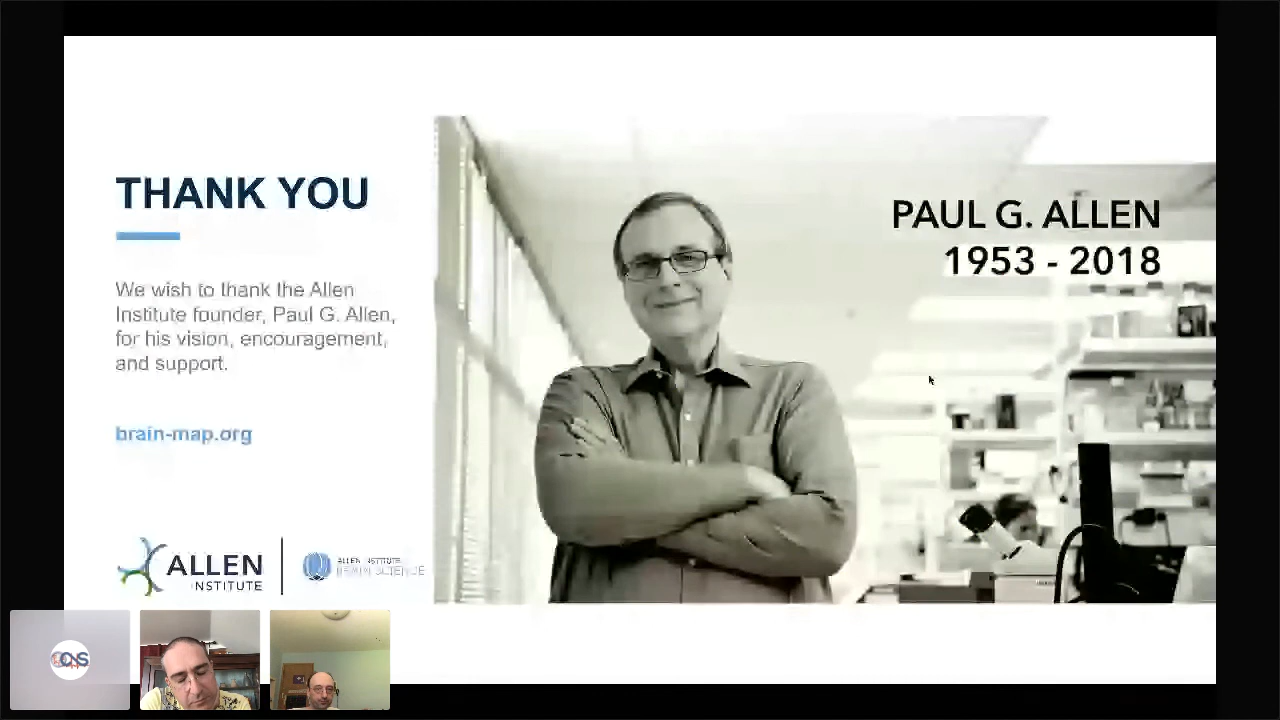 THANK YOU
We wish to thank the Allen
Institute founder, Paul G. Allen,
for his vision, encouragement,
and support.
brain-map.org
ALLEN
INSTITUTE
ALLEN INSTITUTE
BRAIN SCIENCE
PAUL G. ALLEN
1953 - 2018